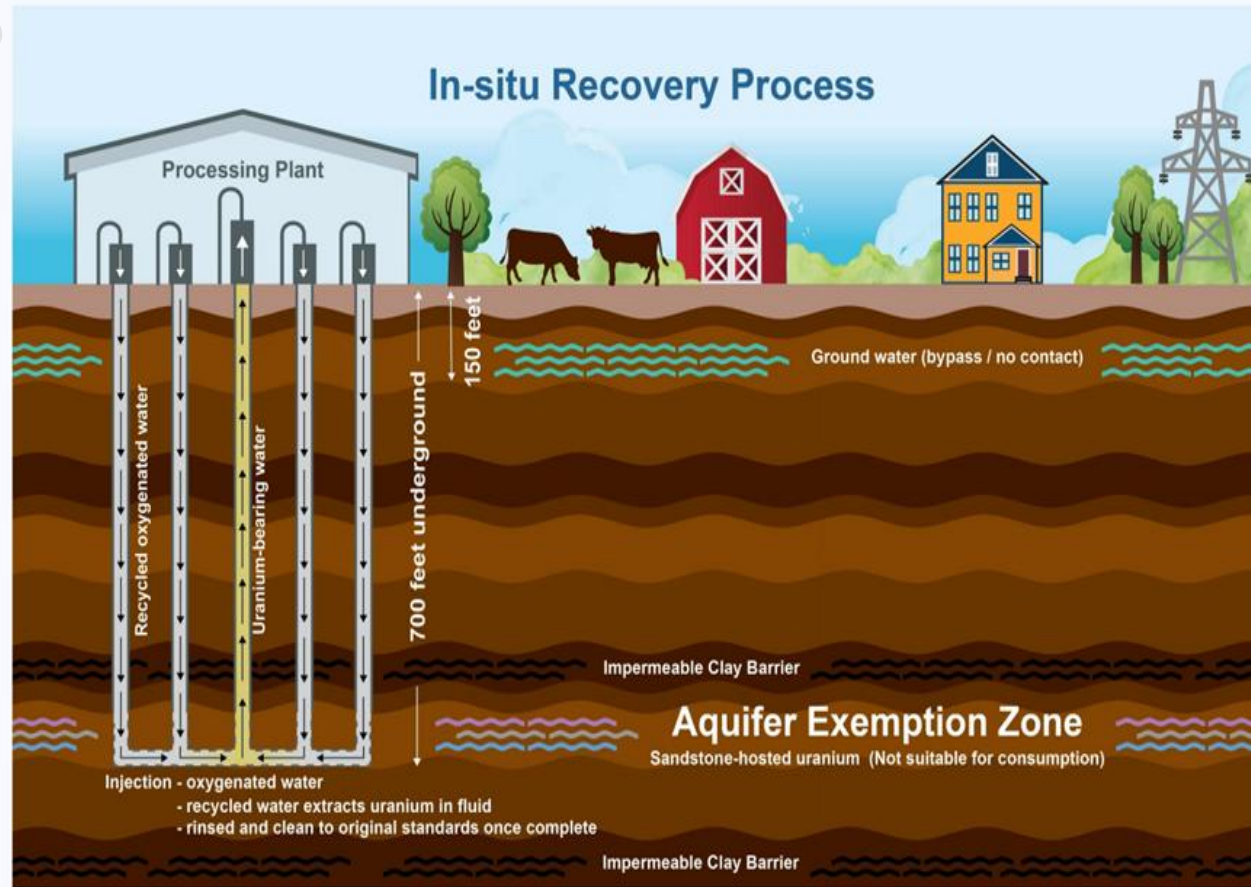 In-situ Recovery Process
Processing Plant
150 feet
Ground water (bypass / no contact)
Recycled oxygenated water
Uranium-bearing water
700 feet underground
Impermeable Clay Barrier
Aquifer Exemption Zone
Sandstone-hosted uranium (Not suitable for consumption)
Injection - oxygenated water
- recycled water extracts uranium in fluid
- rinsed and clean to original standards once complete
Impermeable Clay Barrier